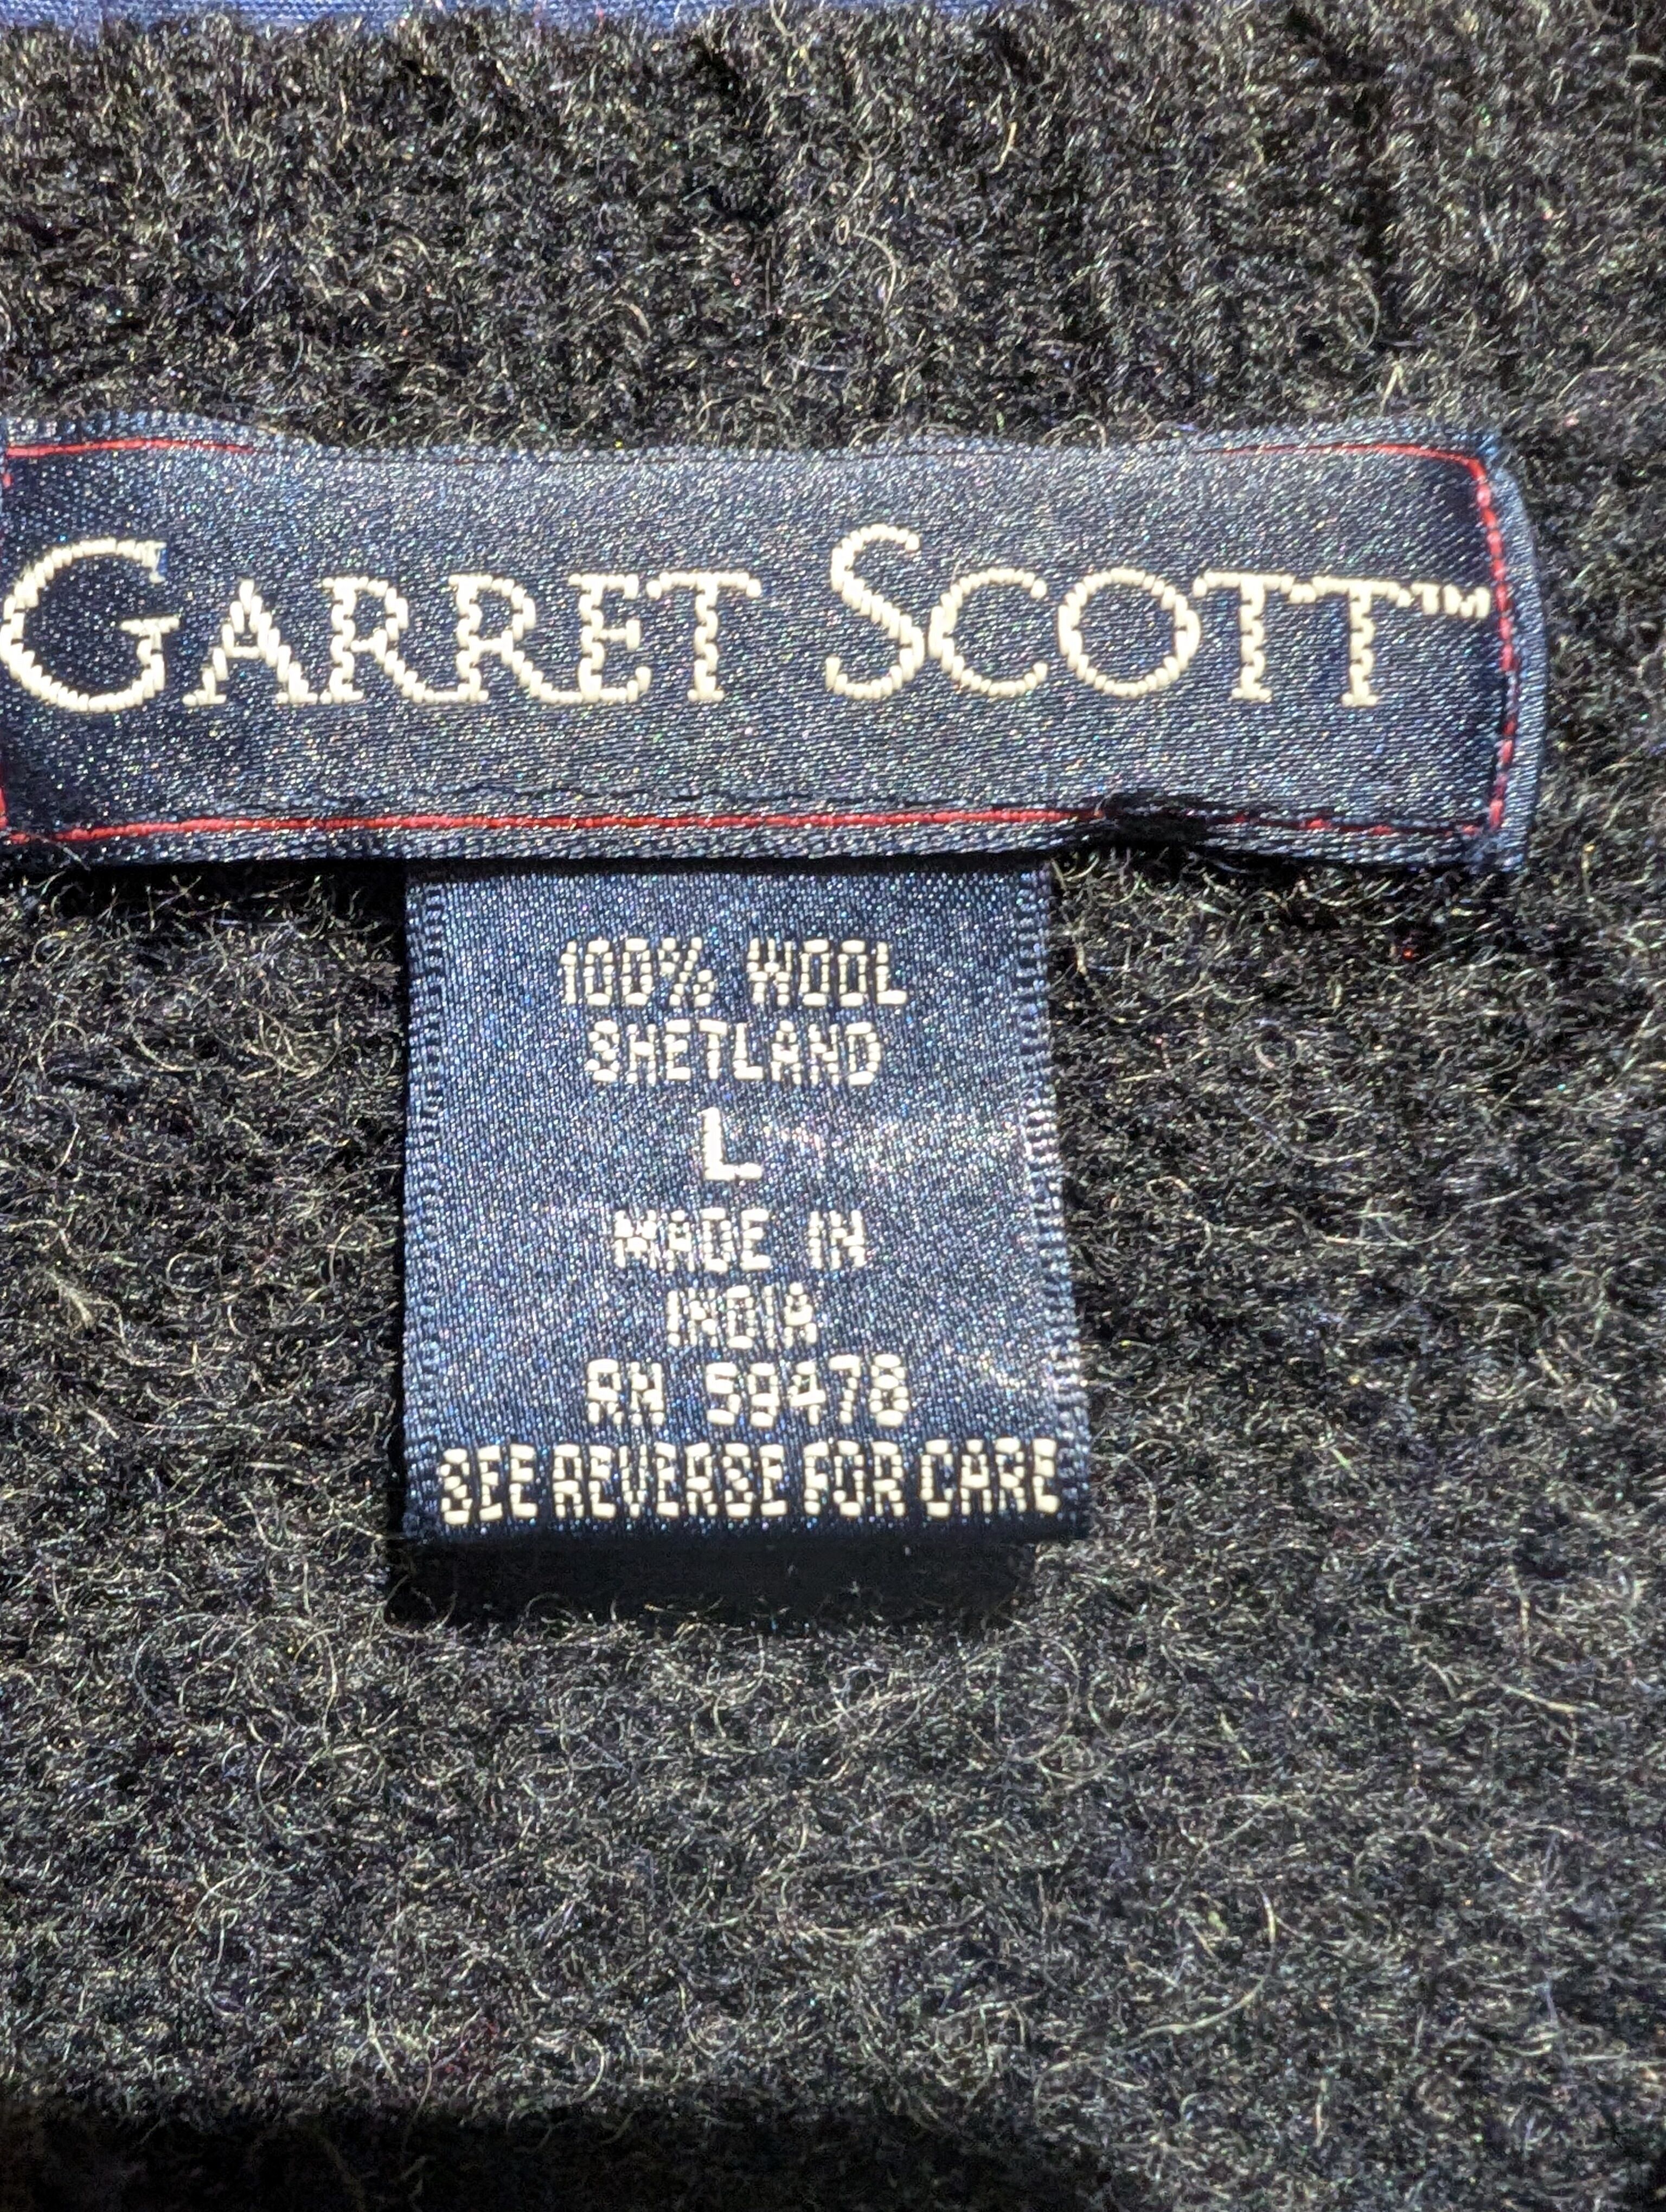 GARRET SCOTT™
100% WOOL
SHETLAND
L
MADE IN
INDIA
RN 59478
SEE REVERSE FOR CARE